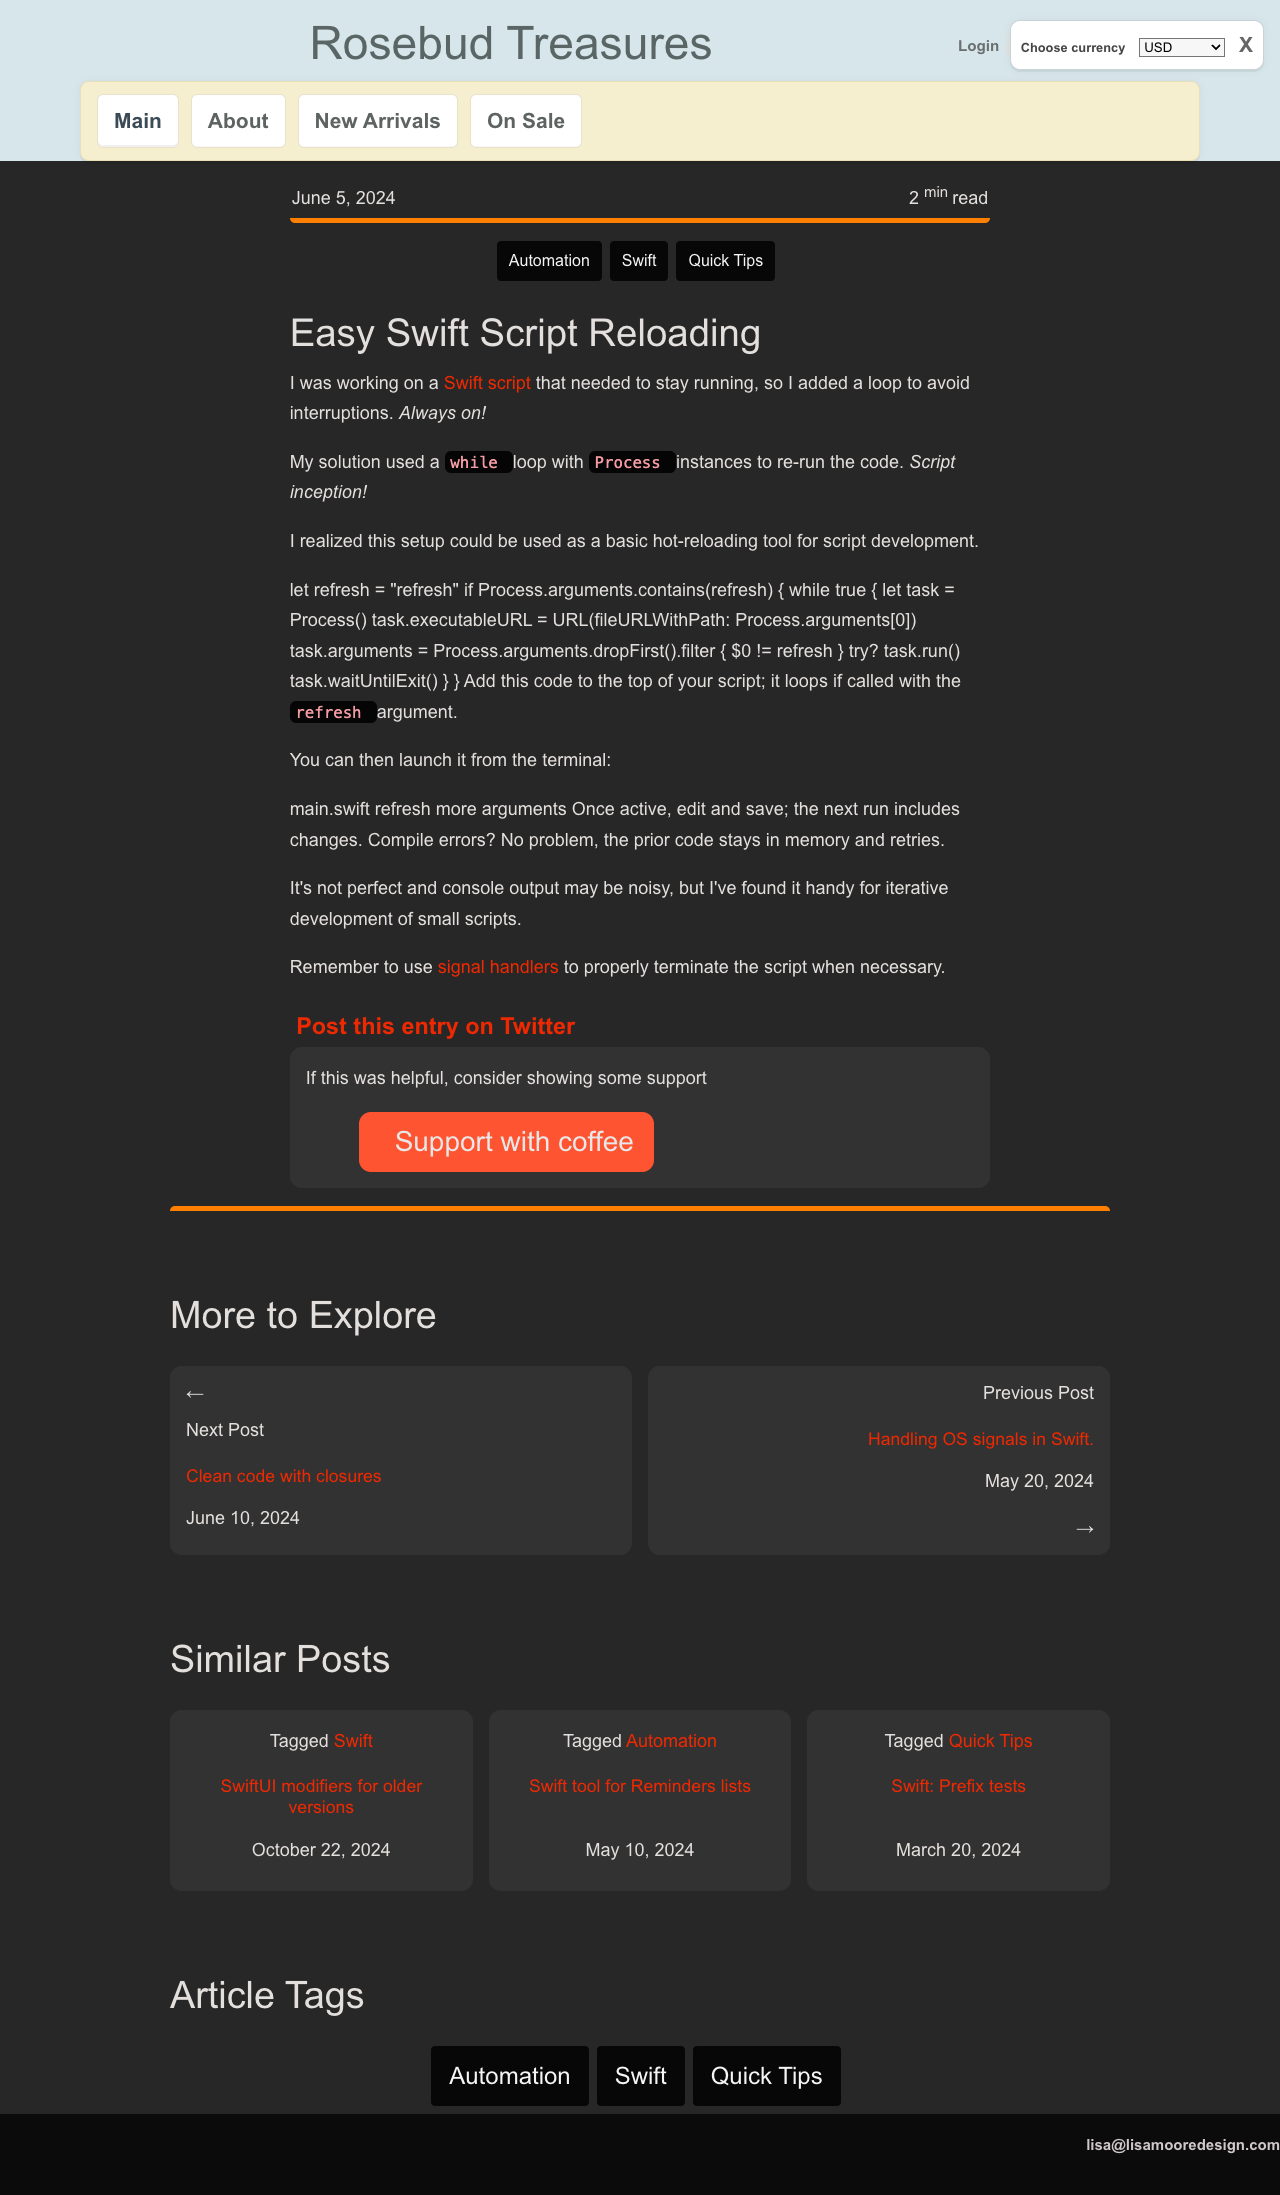 Rosebud Treasures
Login
Choose currency USD X
Main About New Arrivals On Sale
June 5, 2024 2 min read
Automation Swift Quick Tips
Easy Swift Script Reloading
I was working on a Swift script that needed to stay running, so I added a loop to avoid
interruptions. Always on!
My solution used a while loop with Process instances to re-run the code. Script
inception!
I realized this setup could be used as a basic hot-reloading tool for script development.
let refresh = "refresh" if Process.arguments.contains(refresh) { while true { let task =
Process() task.executableURL = URL(fileURLWithPath: Process.arguments[0])
task.arguments = Process.arguments.dropFirst().filter { $0 != refresh } try? task.run()
task.waitUntilExit() } } Add this code to the top of your script; it loops if called with the
refresh argument.
You can then launch it from the terminal:
main.swift refresh more arguments Once active, edit and save; the next run includes
changes. Compile errors? No problem, the prior code stays in memory and retries.
It's not perfect and console output may be noisy, but I've found it handy for iterative
development of small scripts.
Remember to use signal handlers to properly terminate the script when necessary.
Post this entry on Twitter
If this was helpful, consider showing some support
Support with coffee
More to Explore
←
Next Post
Clean code with closures
June 10, 2024
Previous Post
Handling OS signals in Swift.
May 20, 2024
→
Similar Posts
Tagged Swift
SwiftUI modifiers for older
versions
October 22, 2024
Tagged Automation
Swift tool for Reminders lists
May 10, 2024
Tagged Quick Tips
Swift: Prefix tests
March 20, 2024
Article Tags
Automation Swift Quick Tips
lisa@lisamooredesign.com